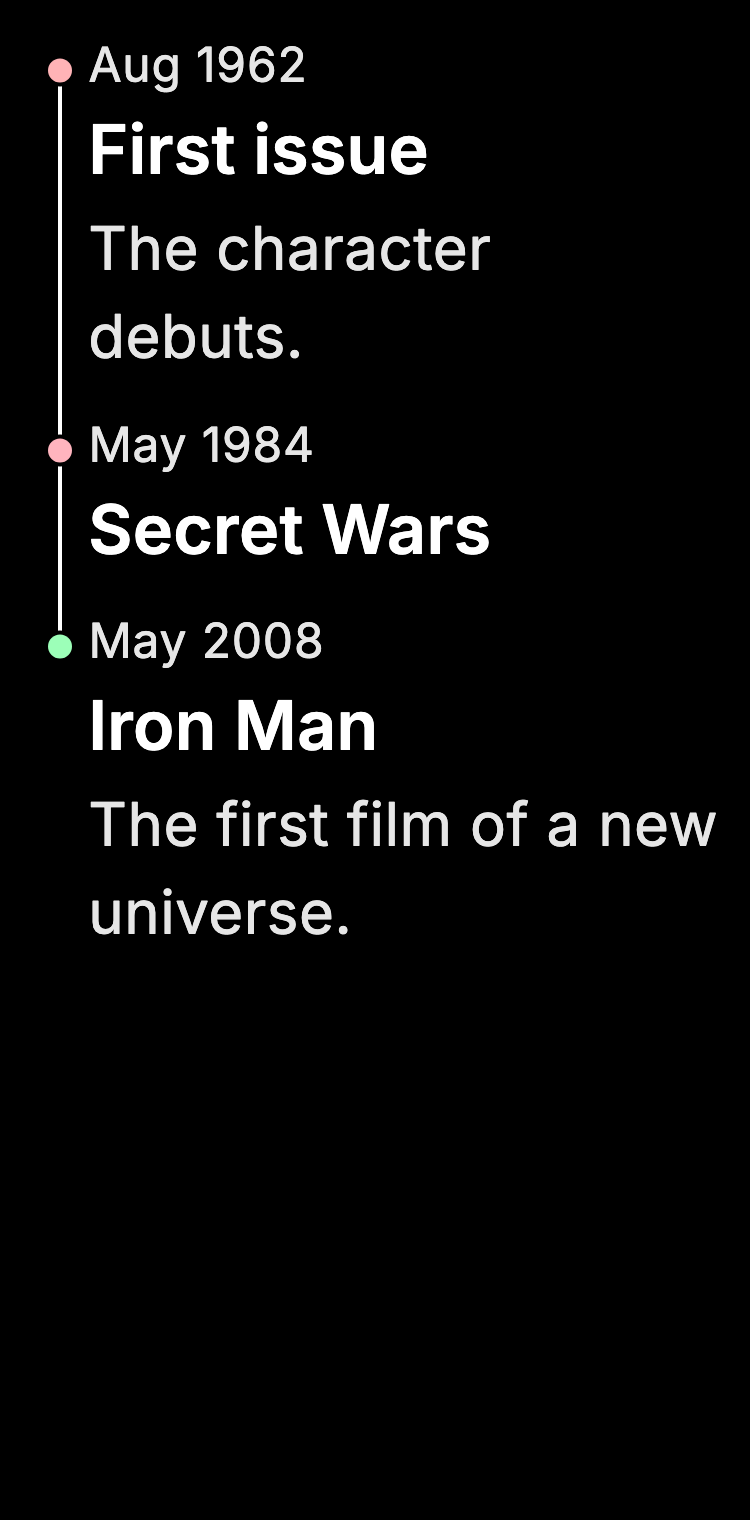 Aug 1962
First issue
The character
debuts.
May 1984
Secret Wars
May 2008
Iron Man
The first film of a new
universe.